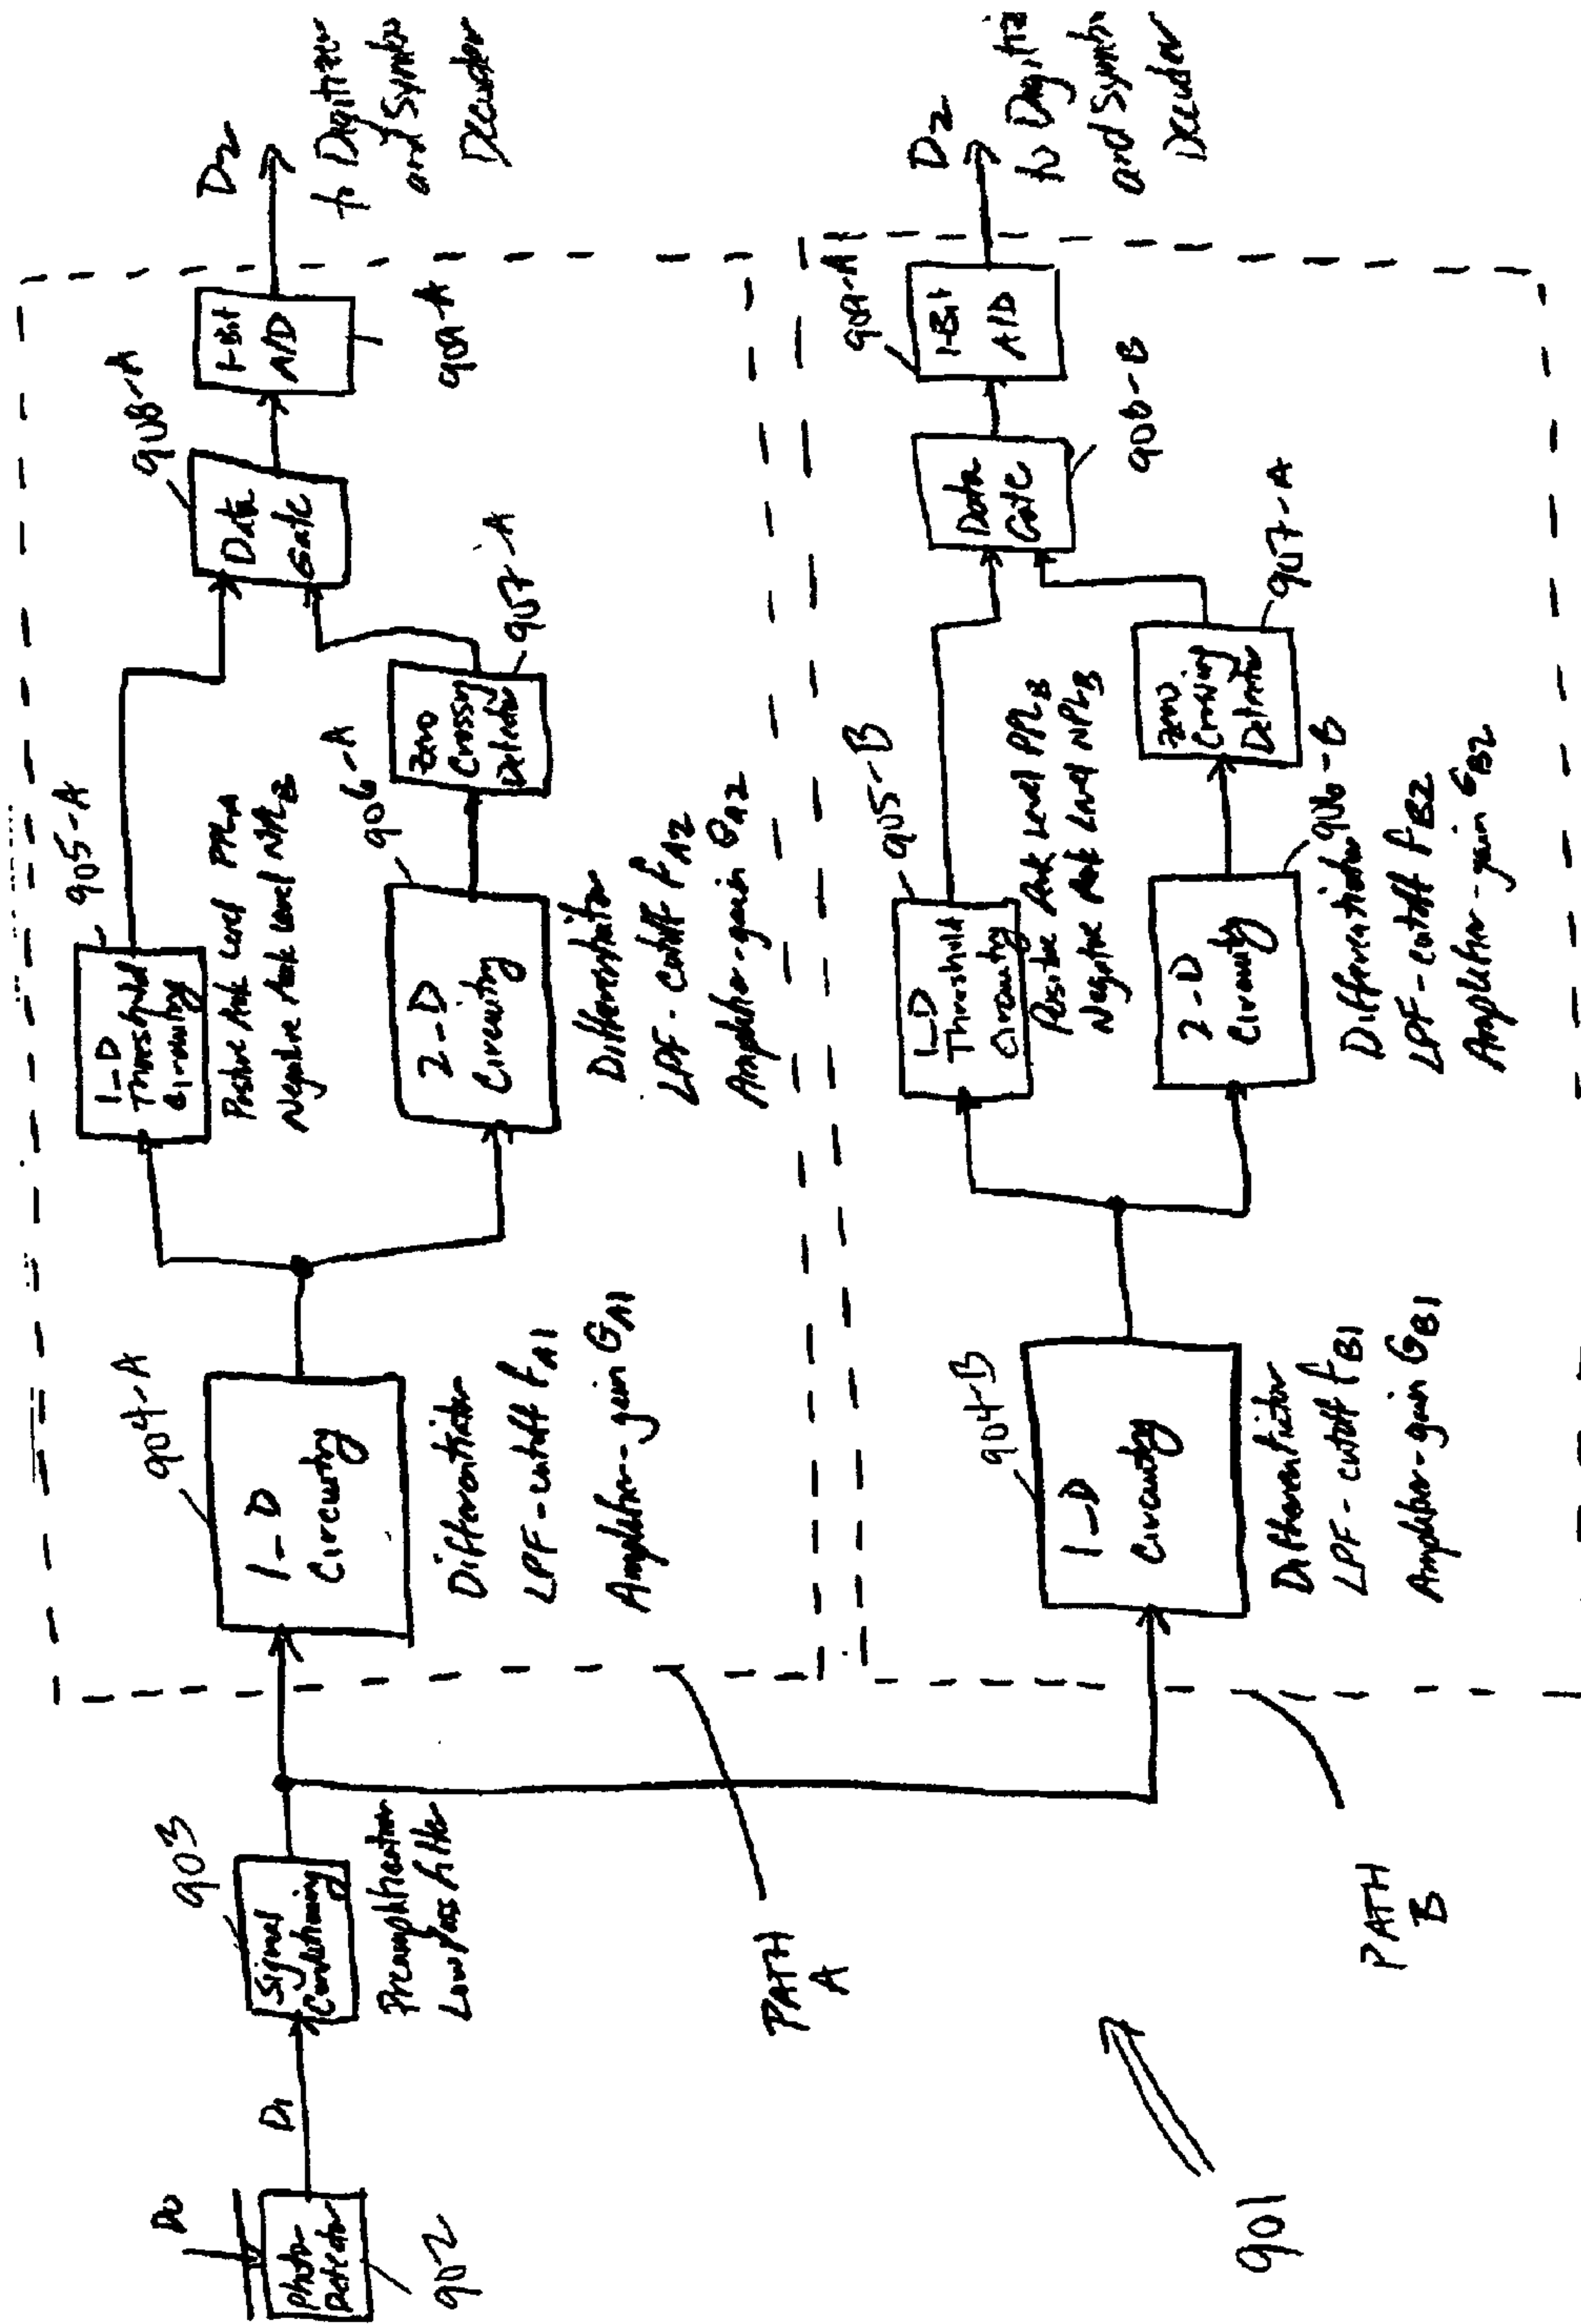 D0
Photo-
Detector
902
D1
903
Signal
Conditioning
Preamplification
Low Pass Filter
PATH
A
904-A
1-D
Circuitry
Differentiator
LPF-cutoff fA1
Amplifier-gain GA1
905-A
1-D
Threshold
Circuitry
Positive Peak Level PPLA
Negative Peak Level NPLB
906-A
2-D
Circuitry
Differentiator
LPF-cutoff fA2
Amplifier-gain GA2
Zero
Crossing
Detector
907-A
908-A
Data
Gate
1-Bit
A/D
909-A
D2
to Digitizer
and Symbol
Decoder
901
PATH
B
904-B
1-D
Circuitry
Differentiator
LPF-cutoff fB1
Amplifier-gain GB1
905-B
1-D
Threshold
Circuitry
Positive Peak Level PPLB
Negative Peak Level NPLB
2-D
Circuitry
906-B
Differentiator
LPF-cutoff fB2
Amplifier-gain GB2
Zero
Crossing
Detector
907-A
Data
Gate
906-B
909-A
1-Bit
A/D
D2
to Digitiz
and Symb
Decoder